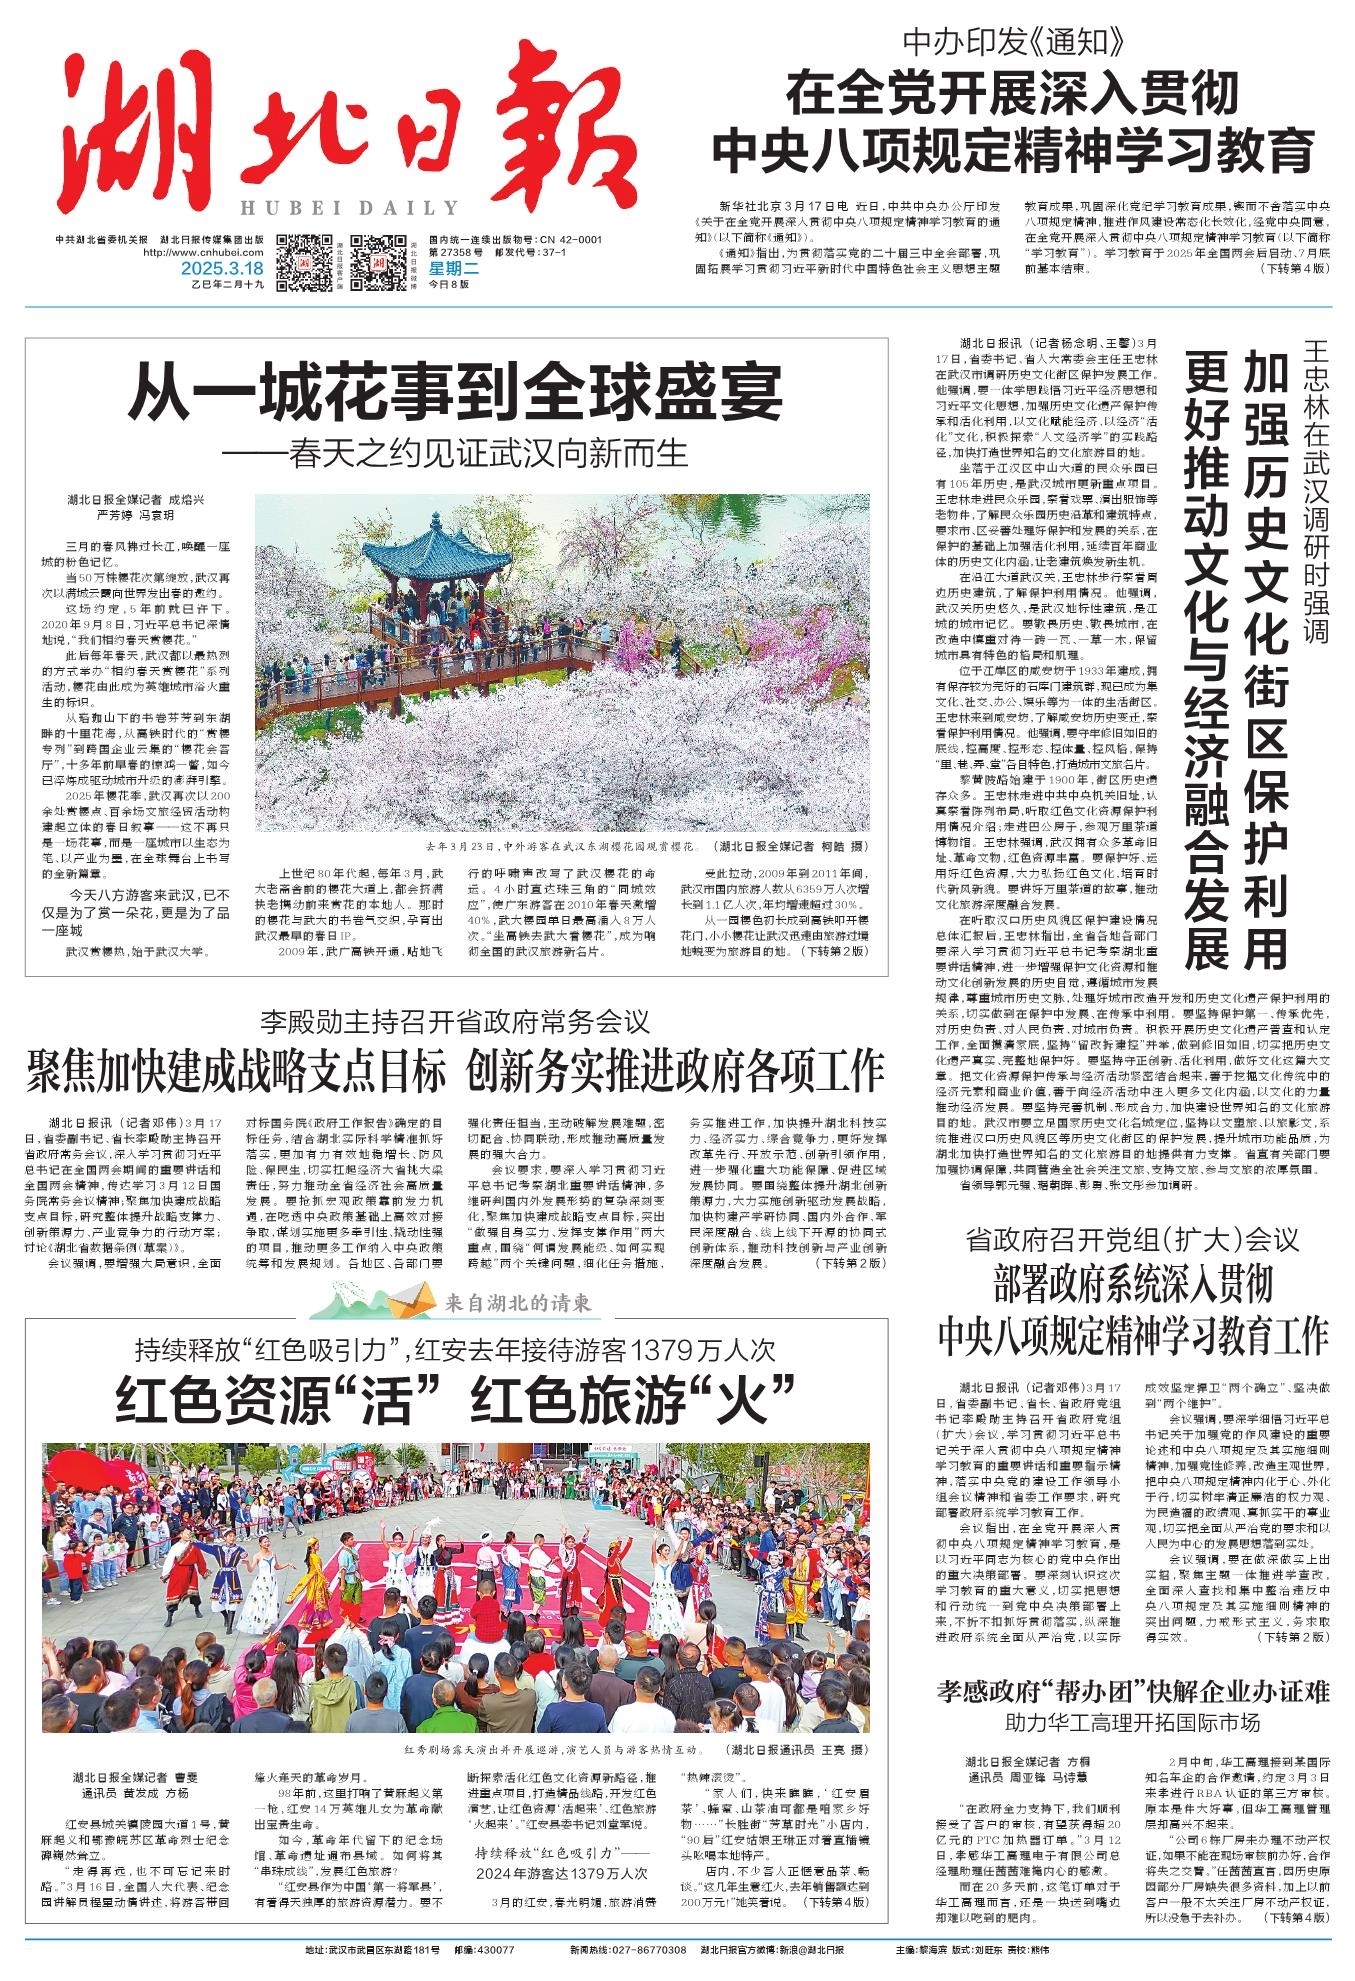 湖北日報
HUBEI DAILY
中共湖北省委机关报 湖北日报传媒集团出版
http://www.cnhubei.com
2025.3.18
乙巳年二月十九
湖北日报客户端
湖北日报微博
国内统一连续出版物号：CN 42-0001
第27358号 邮发代号：37-1
星期二
今日8版
中办印发《通知》
在全党开展深入贯彻
中央八项规定精神学习教育
新华社北京3月17日电 近日，中共中央办公厅印发
《关于在全党开展深入贯彻中央八项规定精神学习教育的通
知》（以下简称《通知》）。
《通知》指出，为贯彻落实党的二十届三中全会部署，巩
固拓展学习贯彻习近平新时代中国特色社会主义思想主题
教育成果，巩固深化党纪学习教育成果，锲而不舍落实中央
八项规定精神，推进作风建设常态化长效化，经党中央同意，
在全党开展深入贯彻中央八项规定精神学习教育（以下简称
“学习教育”）。学习教育于2025年全国两会后启动、7月底
前基本结束。 （下转第4版）
从一城花事到全球盛宴
——春天之约见证武汉向新而生
湖北日报全媒记者 成熔兴
严芳婷 冯袁玥
三月的春风拂过长江，唤醒一座
城的粉色记忆。
当50万株樱花次第绽放，武汉再
次以满城云霞向世界发出春的邀约。
这场约定，5年前就已许下。
2020年9月8日，习近平总书记深情
地说，“我们相约春天赏樱花。”
此后每年春天，武汉都以最热烈
的方式举办“相约春天赏樱花”系列
活动，樱花由此成为英雄城市浴火重
生的标识。
从珞珈山下的书卷芬芳到东湖
畔的十里花海，从高铁时代的“赏樱
专列”到跨国企业云集的“樱花会客
厅”，十多年前早春的惊鸿一瞥，如今
已淬炼成驱动城市升级的澎湃引擎。
2025年樱花季，武汉再次以200
余处赏樱点、百余场文旅经贸活动构
建起立体的春日叙事——这不再只
是一场花事，而是一座城市以生态为
笔、以产业为墨，在全球舞台上书写
的全新篇章。
今天八方游客来武汉，已不
仅是为了赏一朵花，更是为了品
一座城
武汉赏樱热，始于武汉大学。
去年3月23日，中外游客在武汉东湖樱花园观赏樱花。 （湖北日报全媒记者 柯皓 摄）
上世纪80年代起，每年3月，武
大老斋舍前的樱花大道上，都会挤满
扶老携幼前来赏花的本地人。那时
的樱花与武大的书卷气交织，孕育出
武汉最早的春日IP。
2009年，武广高铁开通，贴地飞
行的呼啸声改写了武汉樱花的命
运。4小时直达珠三角的“同城效
应”，使广东游客在2010年春天激增
40%，武大樱园单日最高涌入8万人
次。“坐高铁去武大看樱花”，成为响
彻全国的武汉旅游新名片。
受此拉动，2009年到2011年间，
武汉市国内旅游人数从6359万人次增
长到1.1亿人次，年均增速超过30%。
从一园樱色初长成到高铁叩开樱
花门，小小樱花让武汉迅速由旅游过境
地蜕变为旅游目的地。（下转第2版）
王忠林在武汉调研时强调
加强历史文化街区保护利用
更好推动文化与经济融合发展
湖北日报讯（记者杨念明、王馨）3月
17日，省委书记、省人大常委会主任王忠林
在武汉市调研历史文化街区保护发展工作。
他强调，要一体学思践悟习近平经济思想和
习近平文化思想，加强历史文化遗产保护传
承和活化利用，以文化赋能经济、以经济“活
化”文化，积极探索“人文经济学”的实践路
径，加快打造世界知名的文化旅游目的地。
坐落于江汉区中山大道的民众乐园已
有105年历史，是武汉城市更新重点项目。
王忠林走进民众乐园，察看戏票、演出服饰等
老物件，了解民众乐园历史沿革和建筑特点，
要求市、区妥善处理好保护和发展的关系，在
保护的基础上加强活化利用，延续百年商业
体的历史文化内涵，让老建筑焕发新生机。
在沿江大道武汉关，王忠林步行察看周
边历史建筑，了解保护利用情况。他强调，
武汉关历史悠久，是武汉地标性建筑，是江
城的城市记忆。要敬畏历史、敬畏城市，在
改造中慎重对待一砖一瓦、一草一木，保留
城市具有特色的格局和肌理。
位于江岸区的咸安坊于1933年建成，拥
有保存较为完好的石库门建筑群，现已成为集
文化、社交、办公、娱乐等为一体的生活街区。
王忠林来到咸安坊，了解咸安坊历史变迁，察
看保护利用情况。他强调，要守牢修旧如旧的
底线，控高度、控形态、控体量、控风格，保持
“里、巷、弄、堂”各自特色，打造城市文旅名片。
黎黄陂路始建于1900年，街区历史遗
存众多。王忠林走进中共中央机关旧址，认
真察看陈列布局，听取红色文化资源保护利
用情况介绍；走进巴公房子，参观万里茶道
博物馆。王忠林强调，武汉拥有众多革命旧
址、革命文物，红色资源丰富。要保护好、运
用好红色资源，大力弘扬红色文化，培育时
代新风新貌。要讲好万里茶道的故事，推动
文化旅游深度融合发展。
在听取汉口历史风貌区保护建设情况
总体汇报后，王忠林指出，全省各地各部门
要深入学习贯彻习近平总书记考察湖北重
要讲话精神，进一步增强保护文化资源和推
动文化创新发展的历史自觉，遵循城市发展
规律，尊重城市历史文脉，处理好城市改造开发和历史文化遗产保护利用的
关系，切实做到在保护中发展、在传承中利用。要坚持保护第一、传承优先，
对历史负责、对人民负责、对城市负责。积极开展历史文化遗产普查和认定
工作，全面摸清家底，坚持“留改拆建控”并举，做到修旧如旧，切实把历史文
化遗产真实、完整地保护好。要坚持守正创新、活化利用，做好文化这篇大文
章。把文化资源保护传承与经济活动紧密结合起来，善于挖掘文化传统中的
经济元素和商业价值，善于向经济活动中注入更多文化内涵，以文化的力量
推动经济发展。要坚持完善机制、形成合力，加快建设世界知名的文化旅游
目的地。武汉市要立足国家历史文化名城定位，坚持以文塑旅、以旅彰文，系
统推进汉口历史风貌区等历史文化街区的保护发展，提升城市功能品质，为
湖北加快打造世界知名的文化旅游目的地提供有力支撑。省直有关部门要
加强协调保障，共同营造全社会关注文旅、支持文旅、参与文旅的浓厚氛围。
省领导郭元强、琚朝晖、彭勇、张文彤参加调研。
李殿勋主持召开省政府常务会议
聚焦加快建成战略支点目标 创新务实推进政府各项工作
湖北日报讯（记者邓伟）3月17
日，省委副书记、省长李殿勋主持召开
省政府常务会议，深入学习贯彻习近平
总书记在全国两会期间的重要讲话和
全国两会精神，传达学习3月12日国
务院常务会议精神；聚焦加快建成战略
支点目标，研究整体提升战略支撑力、
创新策源力、产业竞争力的行动方案；
讨论《湖北省数据条例（草案）》。
会议强调，要增强大局意识，全面
对标国务院《政府工作报告》确定的目
标任务，结合湖北实际科学精准抓好
落实，更加有力有效地稳增长、防风
险、保民生，切实扛起经济大省挑大梁
责任，努力推动全省经济社会高质量
发展。要抢抓宏观政策靠前发力机
遇，在吃透中央政策基础上高效对接
争取，谋划实施更多牵引性、撬动性强
的项目，推动更多工作纳入中央政策
统筹和发展规划。各地区、各部门要
强化责任担当，主动破解发展难题，密
切配合、协同联动，形成推动高质量发
展的强大合力。
会议要求，要深入学习贯彻习近
平总书记考察湖北重要讲话精神，多
维研判国内外发展形势的复杂深刻变
化，聚焦加快建成战略支点目标，突出
“做强自身实力、发挥支撑作用”两大
重点，围绕“何谓发展能级、如何实现
跨越”两个关键问题，细化任务措施，
务实推进工作，加快提升湖北科技实
力、经济实力、综合竞争力，更好发挥
改革先行、开放示范、创新引领作用，
进一步强化重大功能保障、促进区域
发展协同。要围绕整体提升湖北创新
策源力，大力实施创新驱动发展战略，
加快构建产学研协同、国内外合作、军
民深度融合、线上线下开源的协同式
创新体系，推动科技创新与产业创新
深度融合发展。 （下转第2版）
来自湖北的请柬
持续释放“红色吸引力”，红安去年接待游客1379万人次
红色资源“活” 红色旅游“火”
红秀剧场露天演出并开展巡游，演艺人员与游客热情互动。 （湖北日报通讯员 王亮 摄）
湖北日报全媒记者 曹雯
通讯员 黄发成 方杨
红安县城关镇陵园大道1号，黄
麻起义和鄂豫皖苏区革命烈士纪念
碑巍然耸立。
“走得再远，也不可忘记来时
路。”3月16日，全国人大代表、纪念
园讲解员程里动情讲述，将游客带回
烽火连天的革命岁月。
98年前，这里打响了黄麻起义第
一枪，红安14万英雄儿女为革命献
出宝贵生命。
如今，革命年代留下的纪念场
馆、革命遗址遍布县域。如何将其
“串珠成线”，发展红色旅游？
“红安县作为中国‘第一将军县’，
有着得天独厚的旅游资源潜力。要不
断探索活化红色文化资源新路径，推
进重点项目，打造精品线路，开发红色
演艺，让红色资源‘活起来’、红色旅游
‘火起来’。”红安县委书记刘堂军说。
持续释放“红色吸引力”——
2024年游客达1379万人次
3月的红安，春光明媚，旅游消费
“热辣滚烫”。
“家人们，快来瞧瞧，‘红安眉
茶’、蜂蜜、山茶油可都是咱家乡好
物……”长胜街“芳草时光”小店内，
“90后”红安姑娘王琳正对着直播镜
头吆喝本地特产。
店内，不少客人正惬意品茶、畅
谈。“这几年生意红火，去年销售额达到
200万元！”她笑着说。（下转第4版）
省政府召开党组（扩大）会议
部署政府系统深入贯彻
中央八项规定精神学习教育工作
湖北日报讯（记者邓伟）3月17
日，省委副书记、省长、省政府党组
书记李殿勋主持召开省政府党组
（扩大）会议，学习贯彻习近平总书
记关于深入贯彻中央八项规定精神
学习教育的重要讲话和重要指示精
神，落实中央党的建设工作领导小
组会议精神和省委工作要求，研究
部署政府系统学习教育工作。
会议指出，在全党开展深入贯
彻中央八项规定精神学习教育，是
以习近平同志为核心的党中央作出
的重大决策部署。要深刻认识这次
学习教育的重大意义，切实把思想
和行动统一到党中央决策部署上
来，不折不扣抓好贯彻落实，纵深推
进政府系统全面从严治党，以实际
成效坚定捍卫“两个确立”、坚决做
到“两个维护”。
会议强调，要深学细悟习近平总
书记关于加强党的作风建设的重要
论述和中央八项规定及其实施细则
精神，加强党性修养，改造主观世界，
把中央八项规定精神内化于心、外化
于行，切实树牢清正廉洁的权力观、
为民造福的政绩观、真抓实干的事业
观，切实把全面从严治党的要求和以
人民为中心的发展思想落到实处。
会议强调，要在做深做实上出
实招，聚焦主题一体推进学查改，
全面深入查找和集中整治违反中
央八项规定及其实施细则精神的
突出问题，力戒形式主义，务求取
得实效。 （下转第2版）
孝感政府“帮办团”快解企业办证难
助力华工高理开拓国际市场
湖北日报全媒记者 方桐
通讯员 周亚锋 马诗慧
“在政府全力支持下，我们顺利
接受了客户的审核，有望获得超20
亿元的PTC加热器订单。”3月12
日，孝感华工高理电子有限公司总
经理助理任茜茜难掩内心的感激。
而在20多天前，这笔订单对于
华工高理而言，还是一块送到嘴边
却难以吃到的肥肉。
2月中旬，华工高理接到某国际
知名车企的合作邀请，约定3月3日
来孝进行RBA认证的第三方审核。
原本是件大好事，但华工高理管理
层却高兴不起来。
“公司6栋厂房未办理不动产权
证，如果不能在现场审核前办好，合作
将失之交臂。”任茜茜直言，因历史原
因部分厂房缺失很多资料，加上以前
客户一般不太关注厂房不动产权证，
所以没急于去补办。 （下转第4版）
地址：武汉市武昌区东湖路181号 邮编：430077 新闻热线：027-86770308 湖北日报官方微博：新浪@湖北日报 主编：黎海滨 版式：刘旺东 责校：熊伟